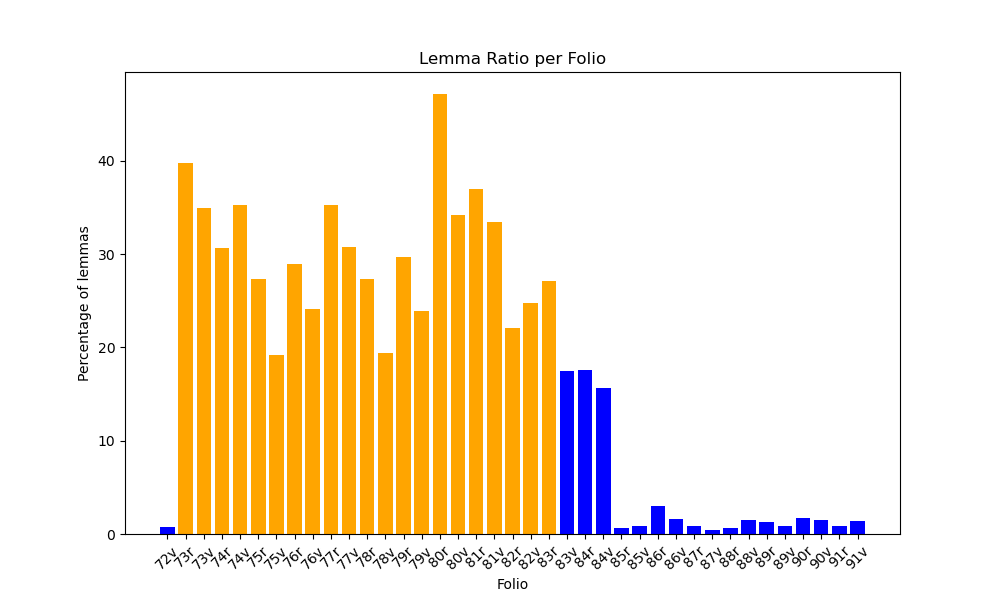 Lemma Ratio per Folio
Percentage of lemmas
40
30
20
10
0
72v 73r 73v 74r 74v 75r 75v 76r 76v 77r 77v 78r 78v 79r 79v 80r 80v 81r 81v 82r 82v 83r 83v 84r 84v 85r 85v 86r 86v 87r 87v 88r 88v 89r 89v 90r 90v 91r 91v
Folio